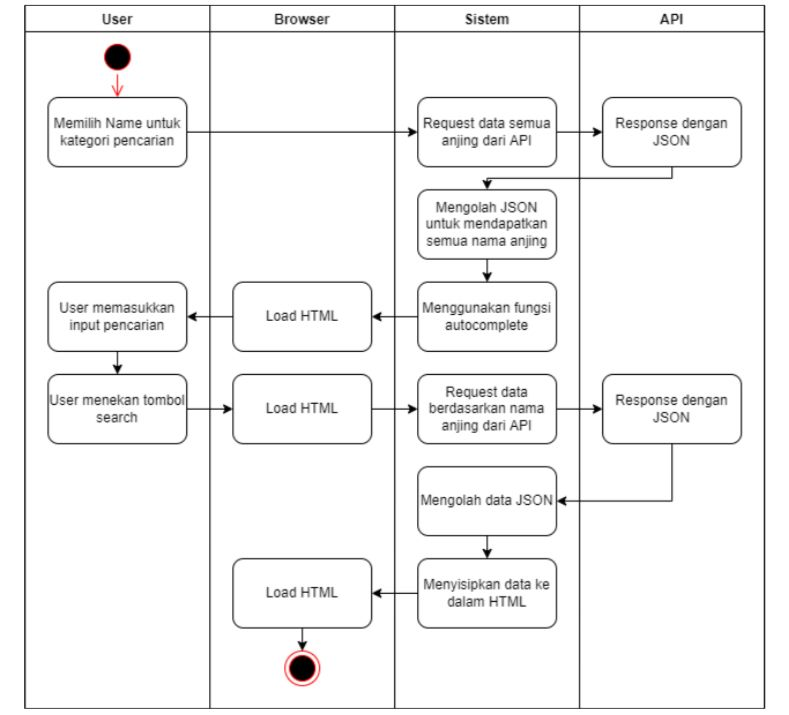 User
Browser
Sistem
API
Memilih Name untuk
kategori pencarian
Request data semua
anjing dari API
Response dengan
JSON
Mengolah JSON
untuk mendapatkan
semua nama anjing
User memasukkan
input pencarian
Load HTML
Menggunakan fungsi
autocomplete
User menekan tombol
search
Load HTML
Request data
berdasarkan nama
anjing dari API
Response dengan
JSON
Mengolah data JSON
Load HTML
Menyisipkan data ke
dalam HTML